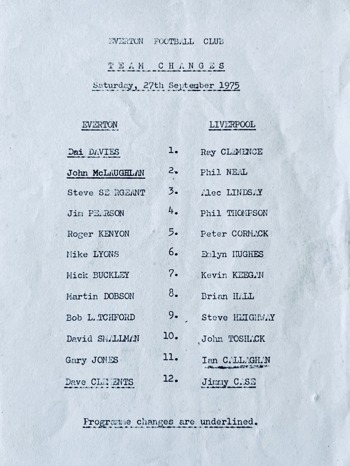 EVERTON FOOTBALL CLUB
TEAM CHANGES
Saturday, 27th September 1975
EVERTON LIVERPOOL
Dai DAVIES 1. Ray CLEMENCE
John McLAUGHLAN 2. Phil NEAL
Steve SERGEANT 3. Alec LINDSAY
Jim PEARSON 4. Phil THOMPSON
Roger KENYON 5. Peter CORMACK
Mike LYONS 6. Emlyn HUGHES
Mick BUCKLEY 7. Kevin KEEGAN
Martin DOBSON 8. Brian HALL
Bob LATCHFORD 9. Steve HEIGHWAY
David SMALLMAN 10. John TOSHACK
Gary JONES 11. Ian CALLAGHAN
Dave CLEMENTS 12. Jimmy CASE
Programme changes are underlined.